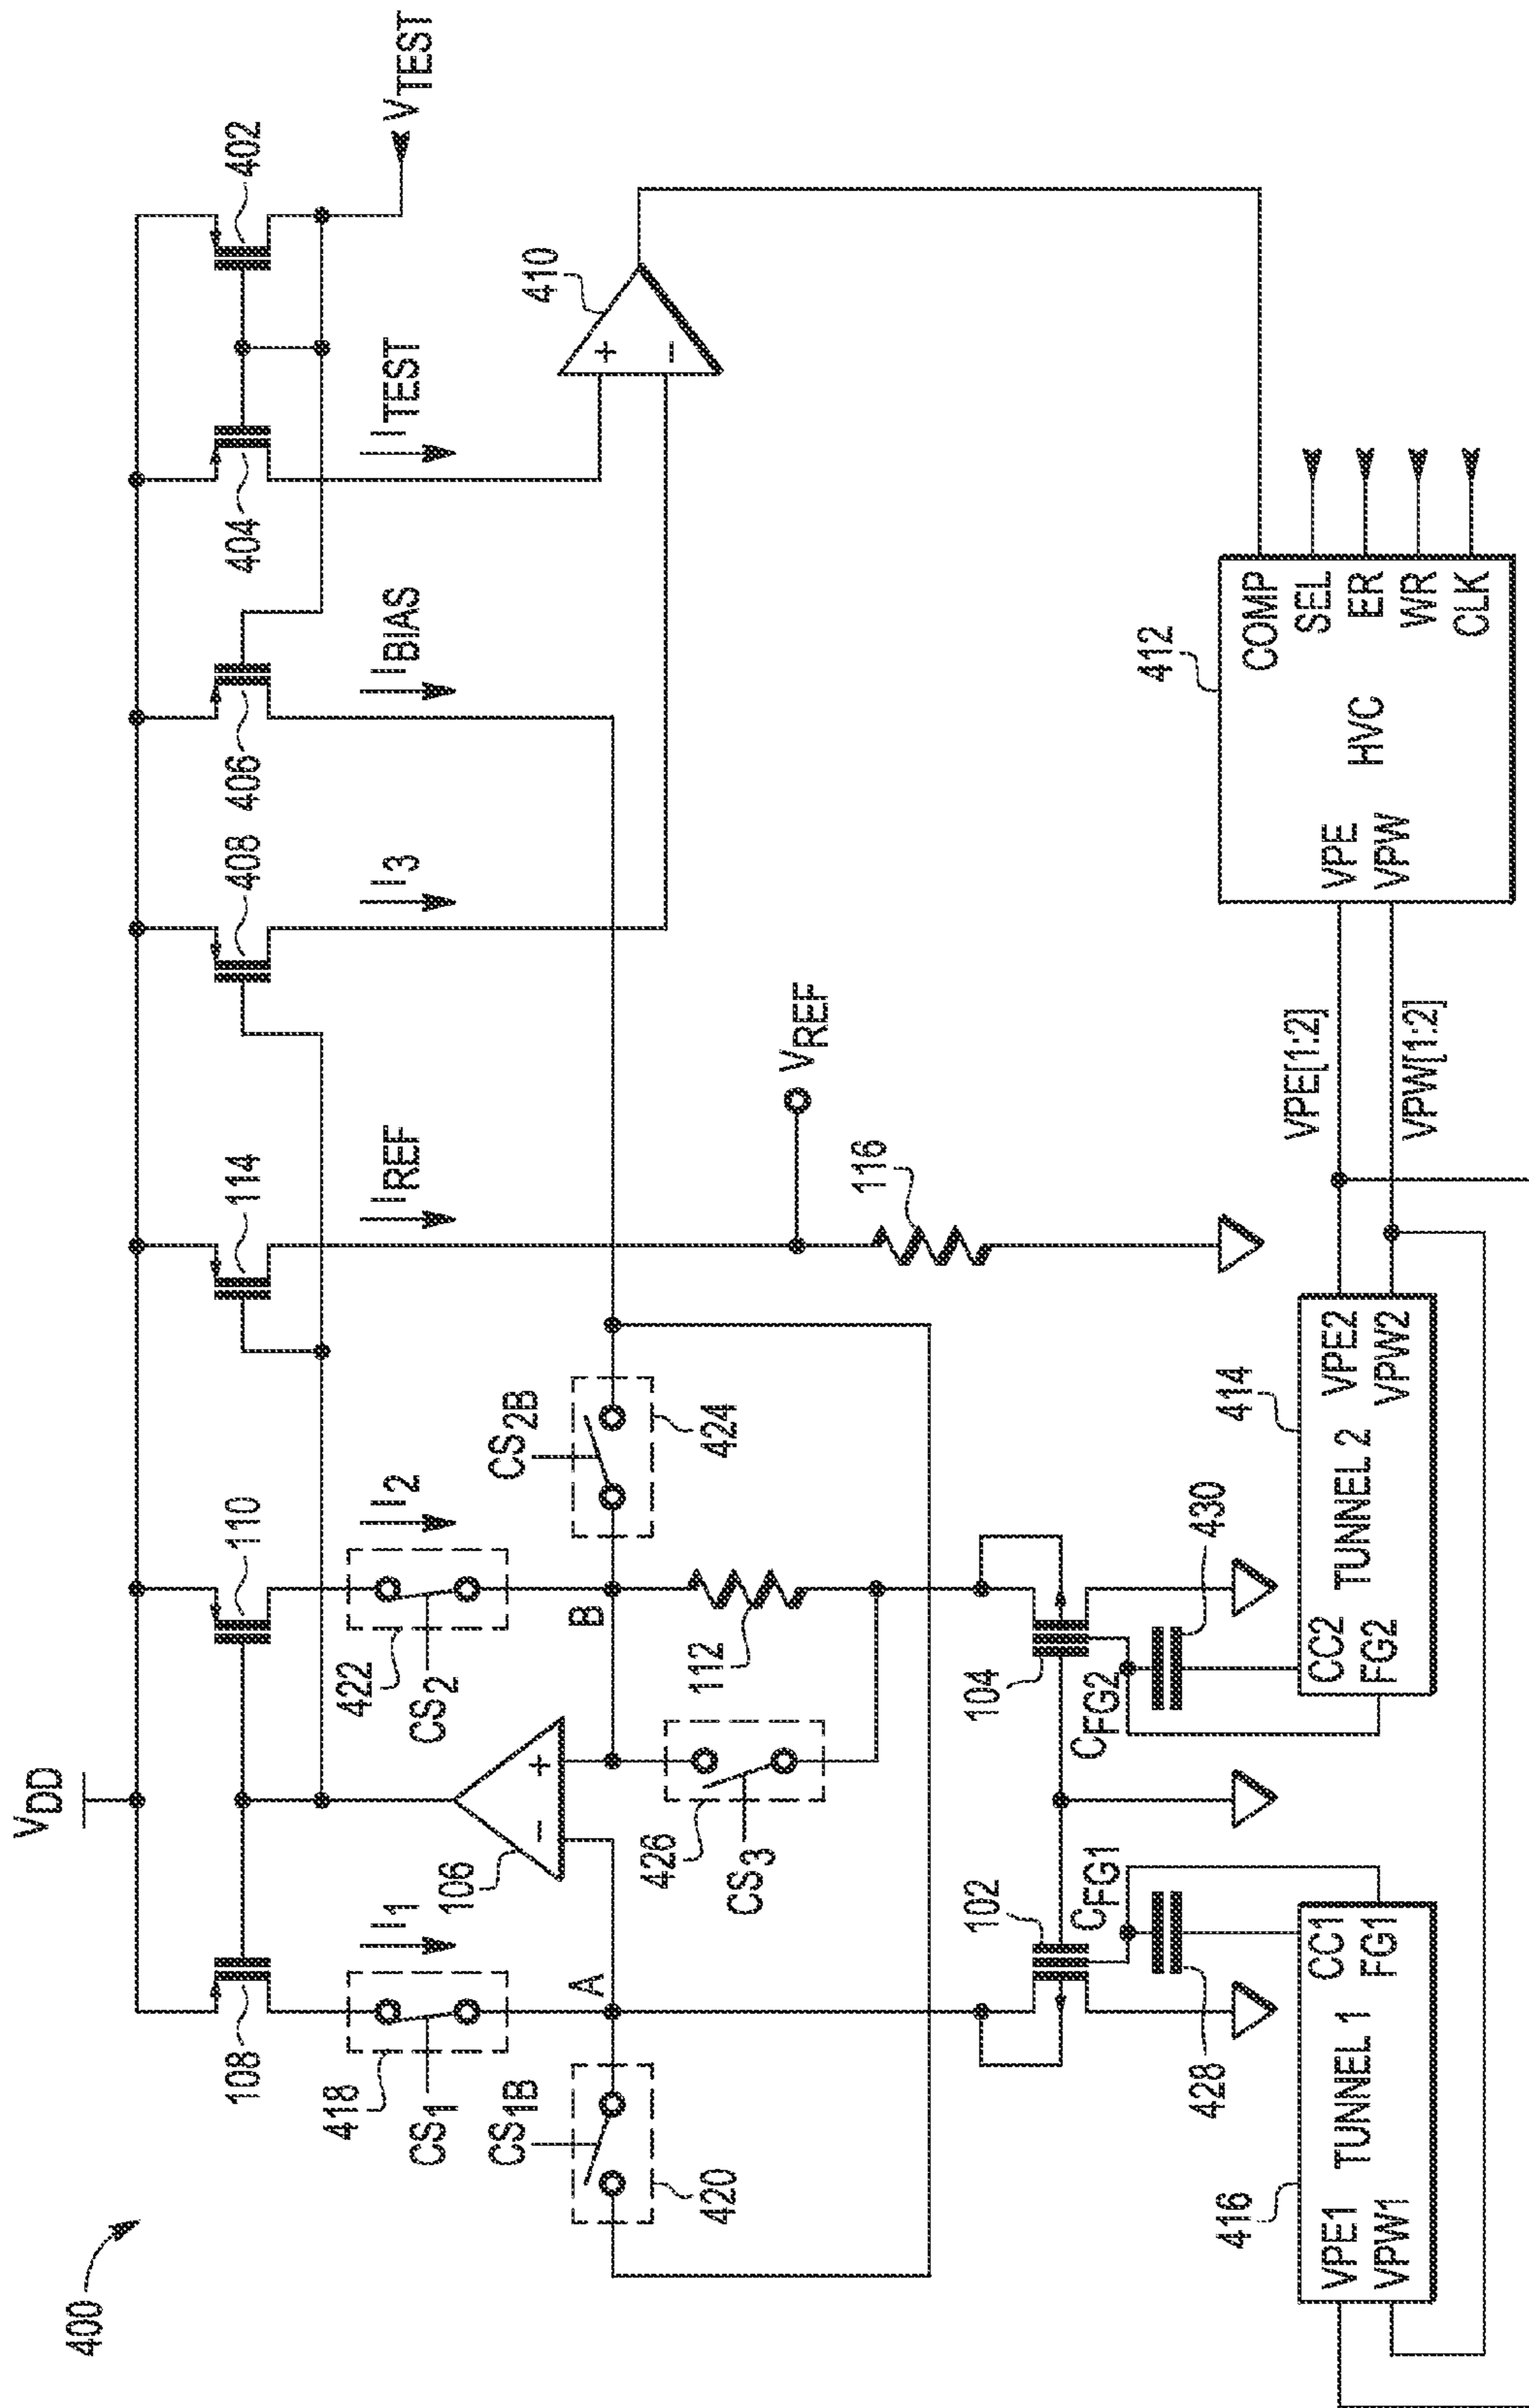 400
VDD
108
110
114
408
406
404
402
I1
I2
IREF
I3
IBIAS
ITEST
VTEST
418
CS1
422
CS2
106
−
+
410
+
−
A
B
CS1B
420
CS2B
424
426
CS3
112
VREF
116
102
CFG1
104
CFG2
428
430
416
VPE1
VPW1
TUNNEL 1
CC1
FG1
414
CC2
FG2
TUNNEL 2
VPE2
VPW2
VPE[1:2]
VPW[1:2]
412
VPE
VPW
HVC
COMP
SEL
ER
WR
CLK